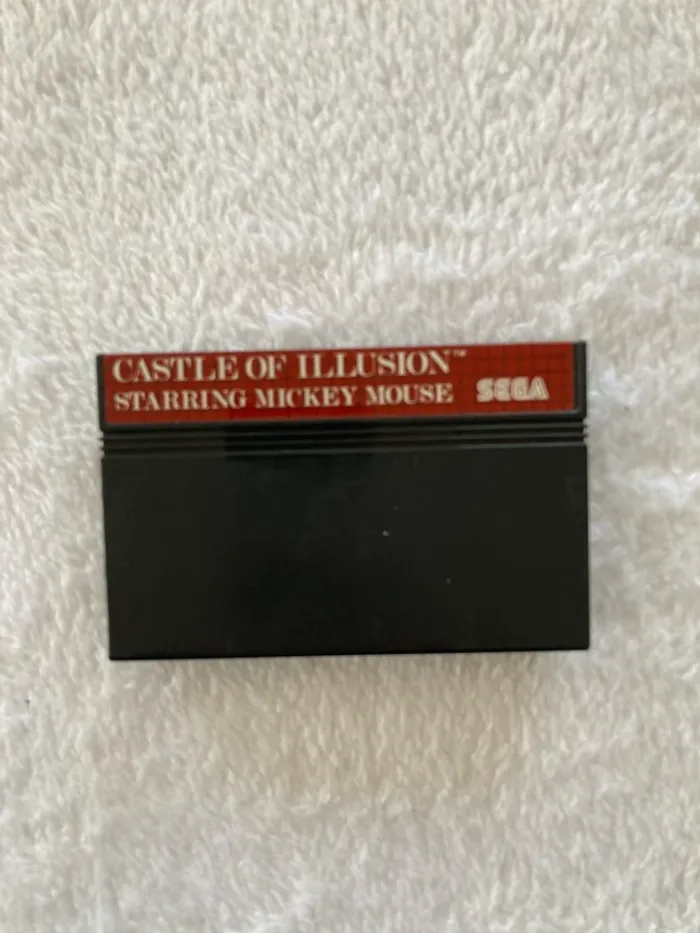 CASTLE OF ILLUSION™
STARRING MICKEY MOUSE
SEGA